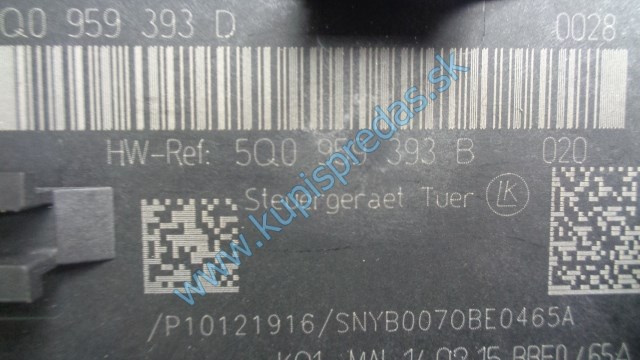 Q0 959 393 D 0028
HW-Ref: 5Q0 959 393 B 020
Steuergeraet Tuer LK
/P10121916/SNYB0070BE0465A
www.kupispredas.sk